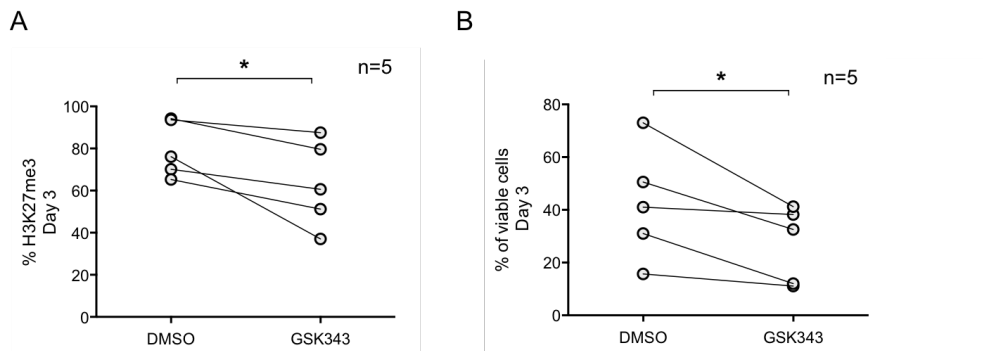 A
*
n=5
% H3K27me3
Day 3
100
80
60
40
20
0
DMSO
GSK343
B
*
n=5
% of viable cells
Day 3
80
60
40
20
0
DMSO
GSK343